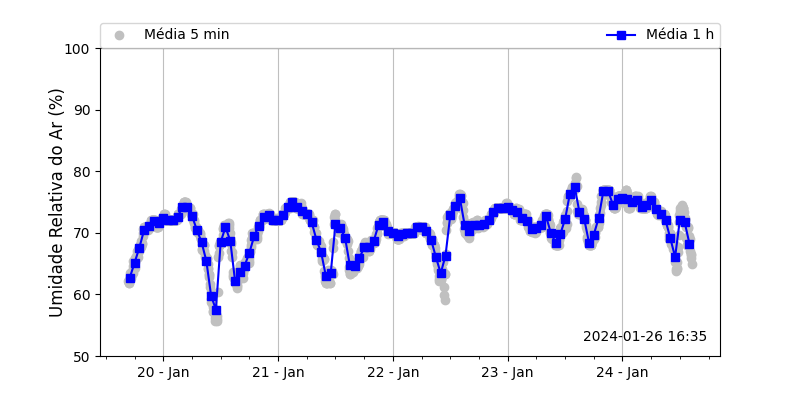 Média 5 min
Média 1 h
100
90
80
70
60
50
Umidade Relativa do Ar (%)
2024-01-26 16:35
20 - Jan
21 - Jan
22 - Jan
23 - Jan
24 - Jan